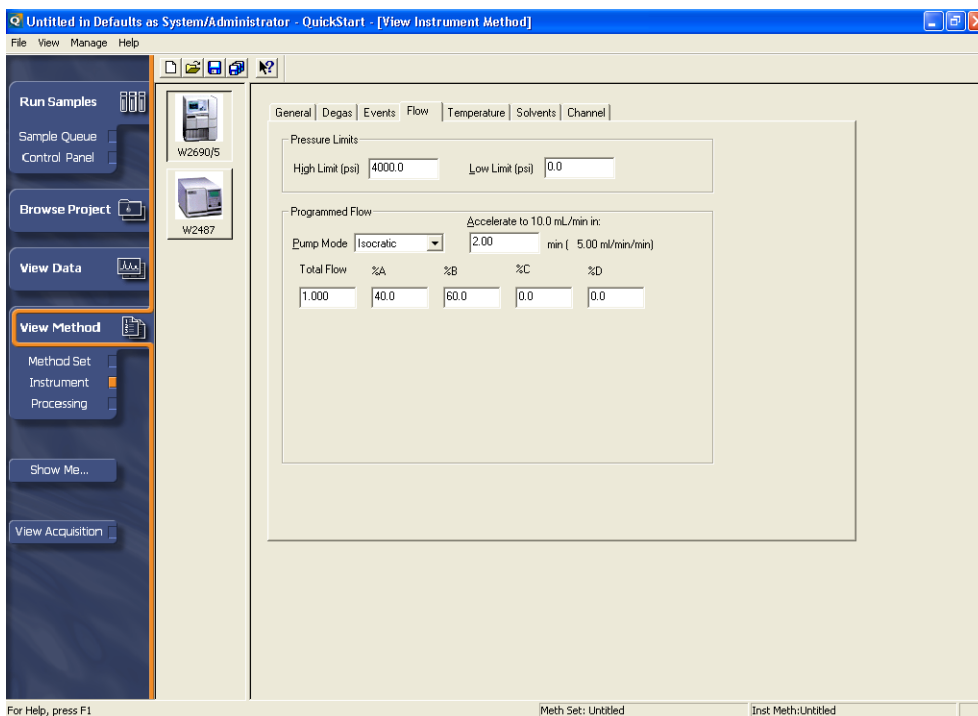 Untitled in Defaults as System/Administrator - QuickStart - [View Instrument Method]
File View Manage Help
Run Samples
Sample Queue
Control Panel
Browse Project
View Data
View Method
Method Set
Instrument
Processing
Show Me...
View Acquisition
W2690/5
W2487
General Degas Events Flow Temperature Solvents Channel
Pressure Limits
High Limit (psi) 4000.0 Low Limit (psi) 0.0
Programmed Flow
Accelerate to 10.0 mL/min in:
Pump Mode Isocratic 2.00 min ( 5.00 ml/min/min)
Total Flow %A %B %C %D
1.000 40.0 60.0 0.0 0.0
For Help, press F1 Meth Set: Untitled Inst Meth:Untitled